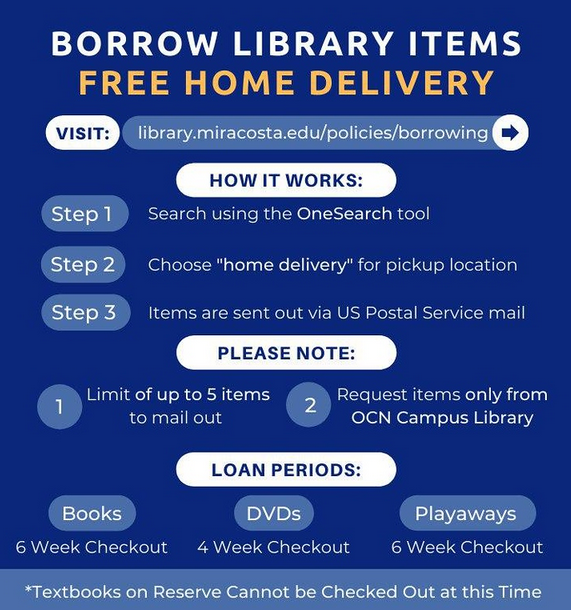 BORROW LIBRARY ITEMS
FREE HOME DELIVERY
VISIT: library.miracosta.edu/policies/borrowing
HOW IT WORKS:
Step 1 Search using the OneSearch tool
Step 2 Choose "home delivery" for pickup location
Step 3 Items are sent out via US Postal Service mail
PLEASE NOTE:
1 Limit of up to 5 items
to mail out
2 Request items only from
OCN Campus Library
LOAN PERIODS:
Books
6 Week Checkout
DVDs
4 Week Checkout
Playaways
6 Week Checkout
*Textbooks on Reserve Cannot be Checked Out at this Time